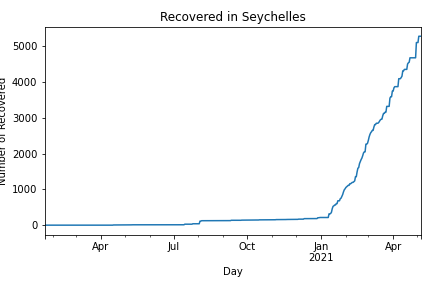 Recovered in Seychelles
Number of Recovered
5000
4000
3000
2000
1000
0
Apr
Jul
Oct
Jan
2021
Apr
Day